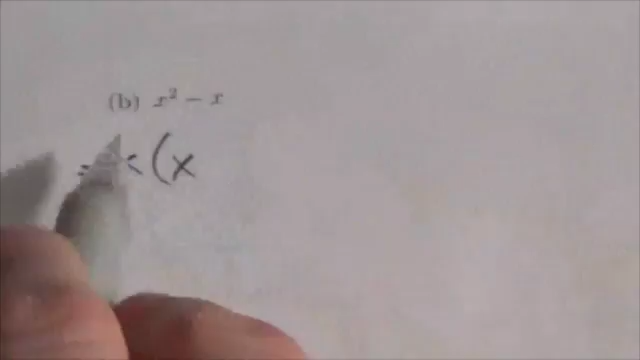 (b) x² − x
= x (x